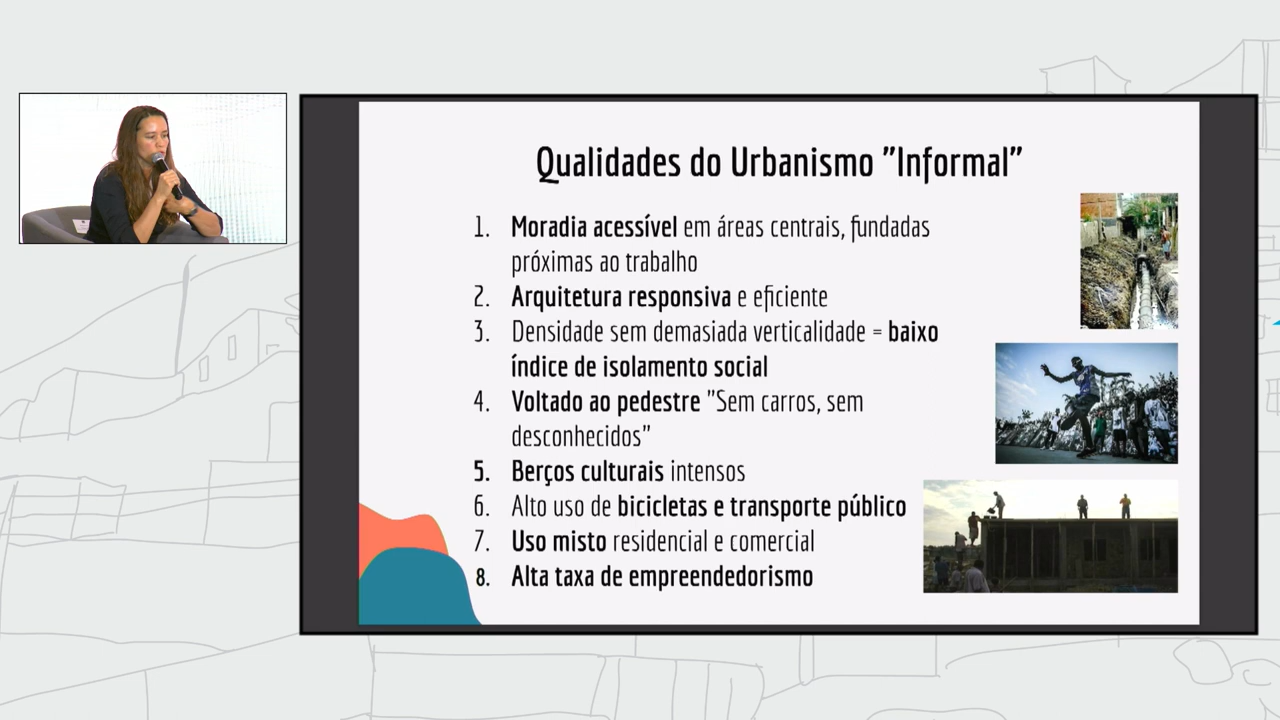 Qualidades do Urbanismo "Informal"
1. Moradia acessível em áreas centrais, fundadas
próximas ao trabalho
2. Arquitetura responsiva e eficiente
3. Densidade sem demasiada verticalidade = baixo
índice de isolamento social
4. Voltado ao pedestre "Sem carros, sem
desconhecidos"
5. Berços culturais intensos
6. Alto uso de bicicletas e transporte público
7. Uso misto residencial e comercial
8. Alta taxa de empreendedorismo